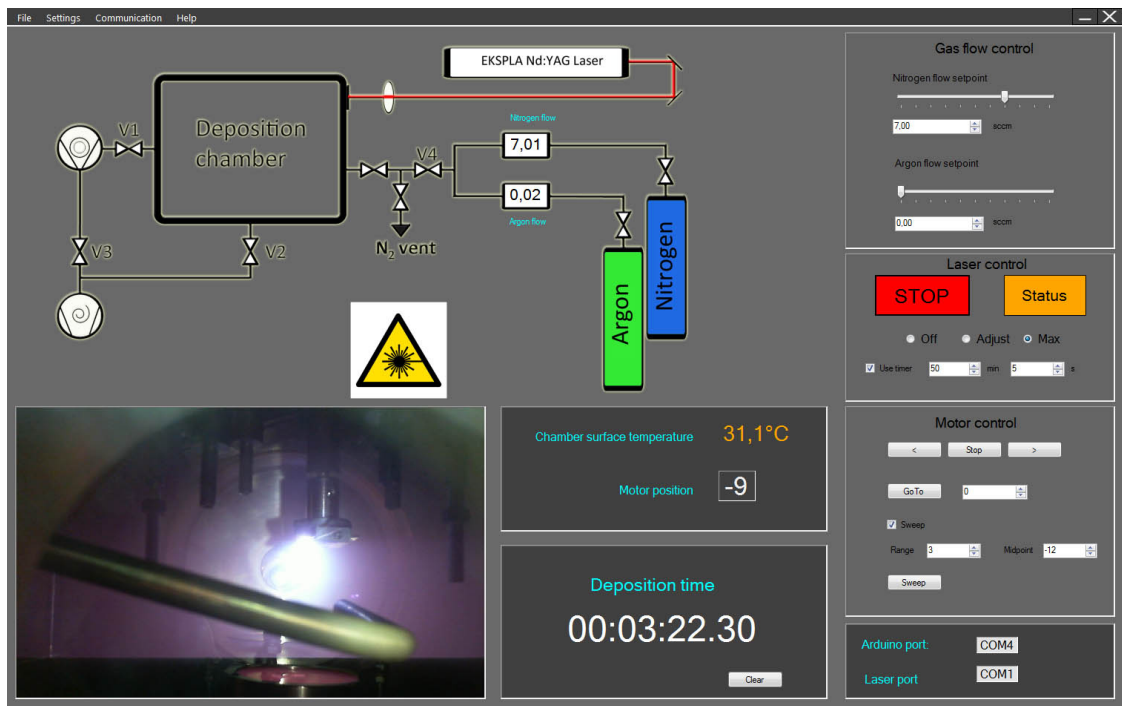 File Settings Communication Help
EKSPLA Nd:YAG Laser
Deposition
chamber
V1
V4
V3
V2
N2 vent
Nitrogen flow
7,01
0,02
Argon flow
Argon
Nitrogen
Gas flow control
Nitrogen flow setpoint
7,00 sccm
Argon flow setpoint
0,00 sccm
Laser control
STOP Status
Off Adjust Max
Use timer 50 min 5 s
Chamber surface temperature 31,1°C
Motor position -9
Deposition time
00:03:22.30
Clear
Motor control
< Stop >
GoTo 0
Sweep
Range 3 Midpoint -12
Sweep
Arduino port: COM4
Laser port COM1